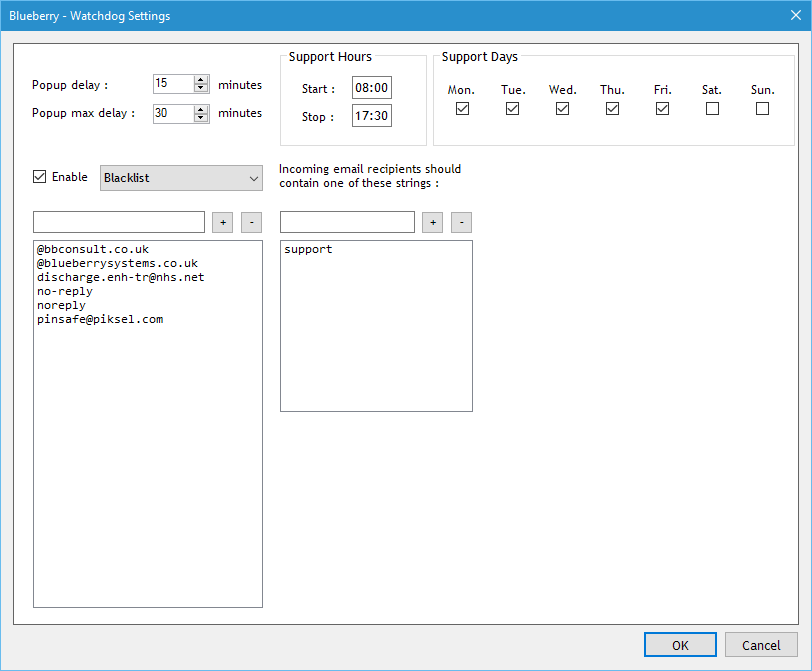 Blueberry - Watchdog Settings
Popup delay : 15 minutes
Popup max delay : 30 minutes
Support Hours
Start : 08:00
Stop : 17:30
Support Days
Mon. Tue. Wed. Thu. Fri. Sat. Sun.
Enable Blacklist
Incoming email recipients should
contain one of these strings :
+ -
@bbconsult.co.uk
@blueberrysystems.co.uk
discharge.enh-tr@nhs.net
no-reply
noreply
pinsafe@piksel.com
+ -
support
OK Cancel